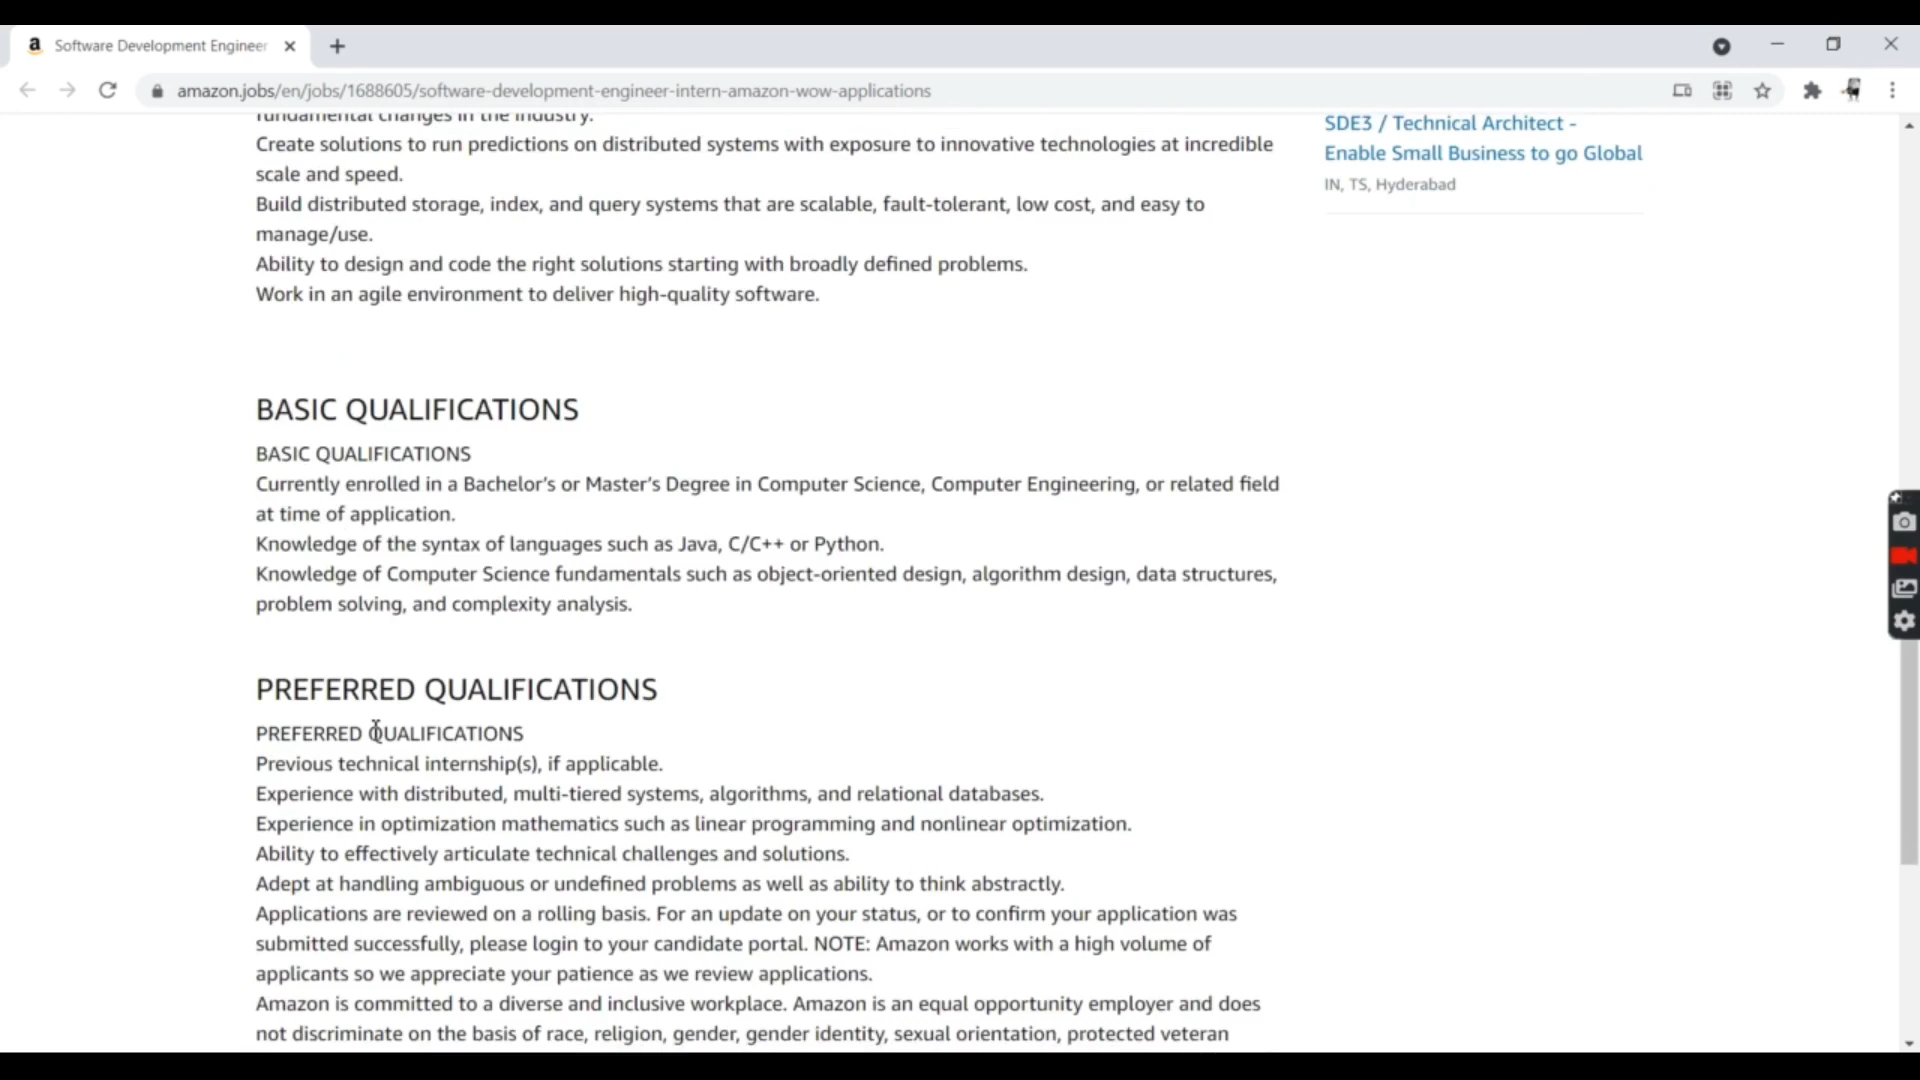 Software Development Engineer
amazon.jobs/en/jobs/1688605/software-development-engineer-intern-amazon-wow-applications
fundamental changes in the industry.
Create solutions to run predictions on distributed systems with exposure to innovative technologies at incredible
scale and speed.
Build distributed storage, index, and query systems that are scalable, fault-tolerant, low cost, and easy to
manage/use.
Ability to design and code the right solutions starting with broadly defined problems.
Work in an agile environment to deliver high-quality software.
SDE3 / Technical Architect -
Enable Small Business to go Global
IN, TS, Hyderabad
BASIC QUALIFICATIONS
BASIC QUALIFICATIONS
Currently enrolled in a Bachelor’s or Master’s Degree in Computer Science, Computer Engineering, or related field
at time of application.
Knowledge of the syntax of languages such as Java, C/C++ or Python.
Knowledge of Computer Science fundamentals such as object-oriented design, algorithm design, data structures,
problem solving, and complexity analysis.
PREFERRED QUALIFICATIONS
PREFERRED QUALIFICATIONS
Previous technical internship(s), if applicable.
Experience with distributed, multi-tiered systems, algorithms, and relational databases.
Experience in optimization mathematics such as linear programming and nonlinear optimization.
Ability to effectively articulate technical challenges and solutions.
Adept at handling ambiguous or undefined problems as well as ability to think abstractly.
Applications are reviewed on a rolling basis. For an update on your status, or to confirm your application was
submitted successfully, please login to your candidate portal. NOTE: Amazon works with a high volume of
applicants so we appreciate your patience as we review applications.
Amazon is committed to a diverse and inclusive workplace. Amazon is an equal opportunity employer and does
not discriminate on the basis of race, religion, gender, gender identity, sexual orientation, protected veteran